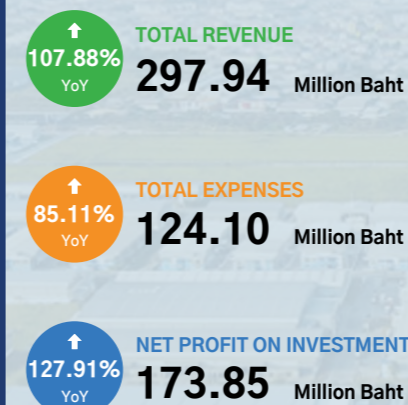 107.88%
YoY
TOTAL REVENUE
297.94 Million Baht
85.11%
YoY
TOTAL EXPENSES
124.10 Million Baht
127.91%
YoY
NET PROFIT ON INVESTMENT
173.85 Million Baht